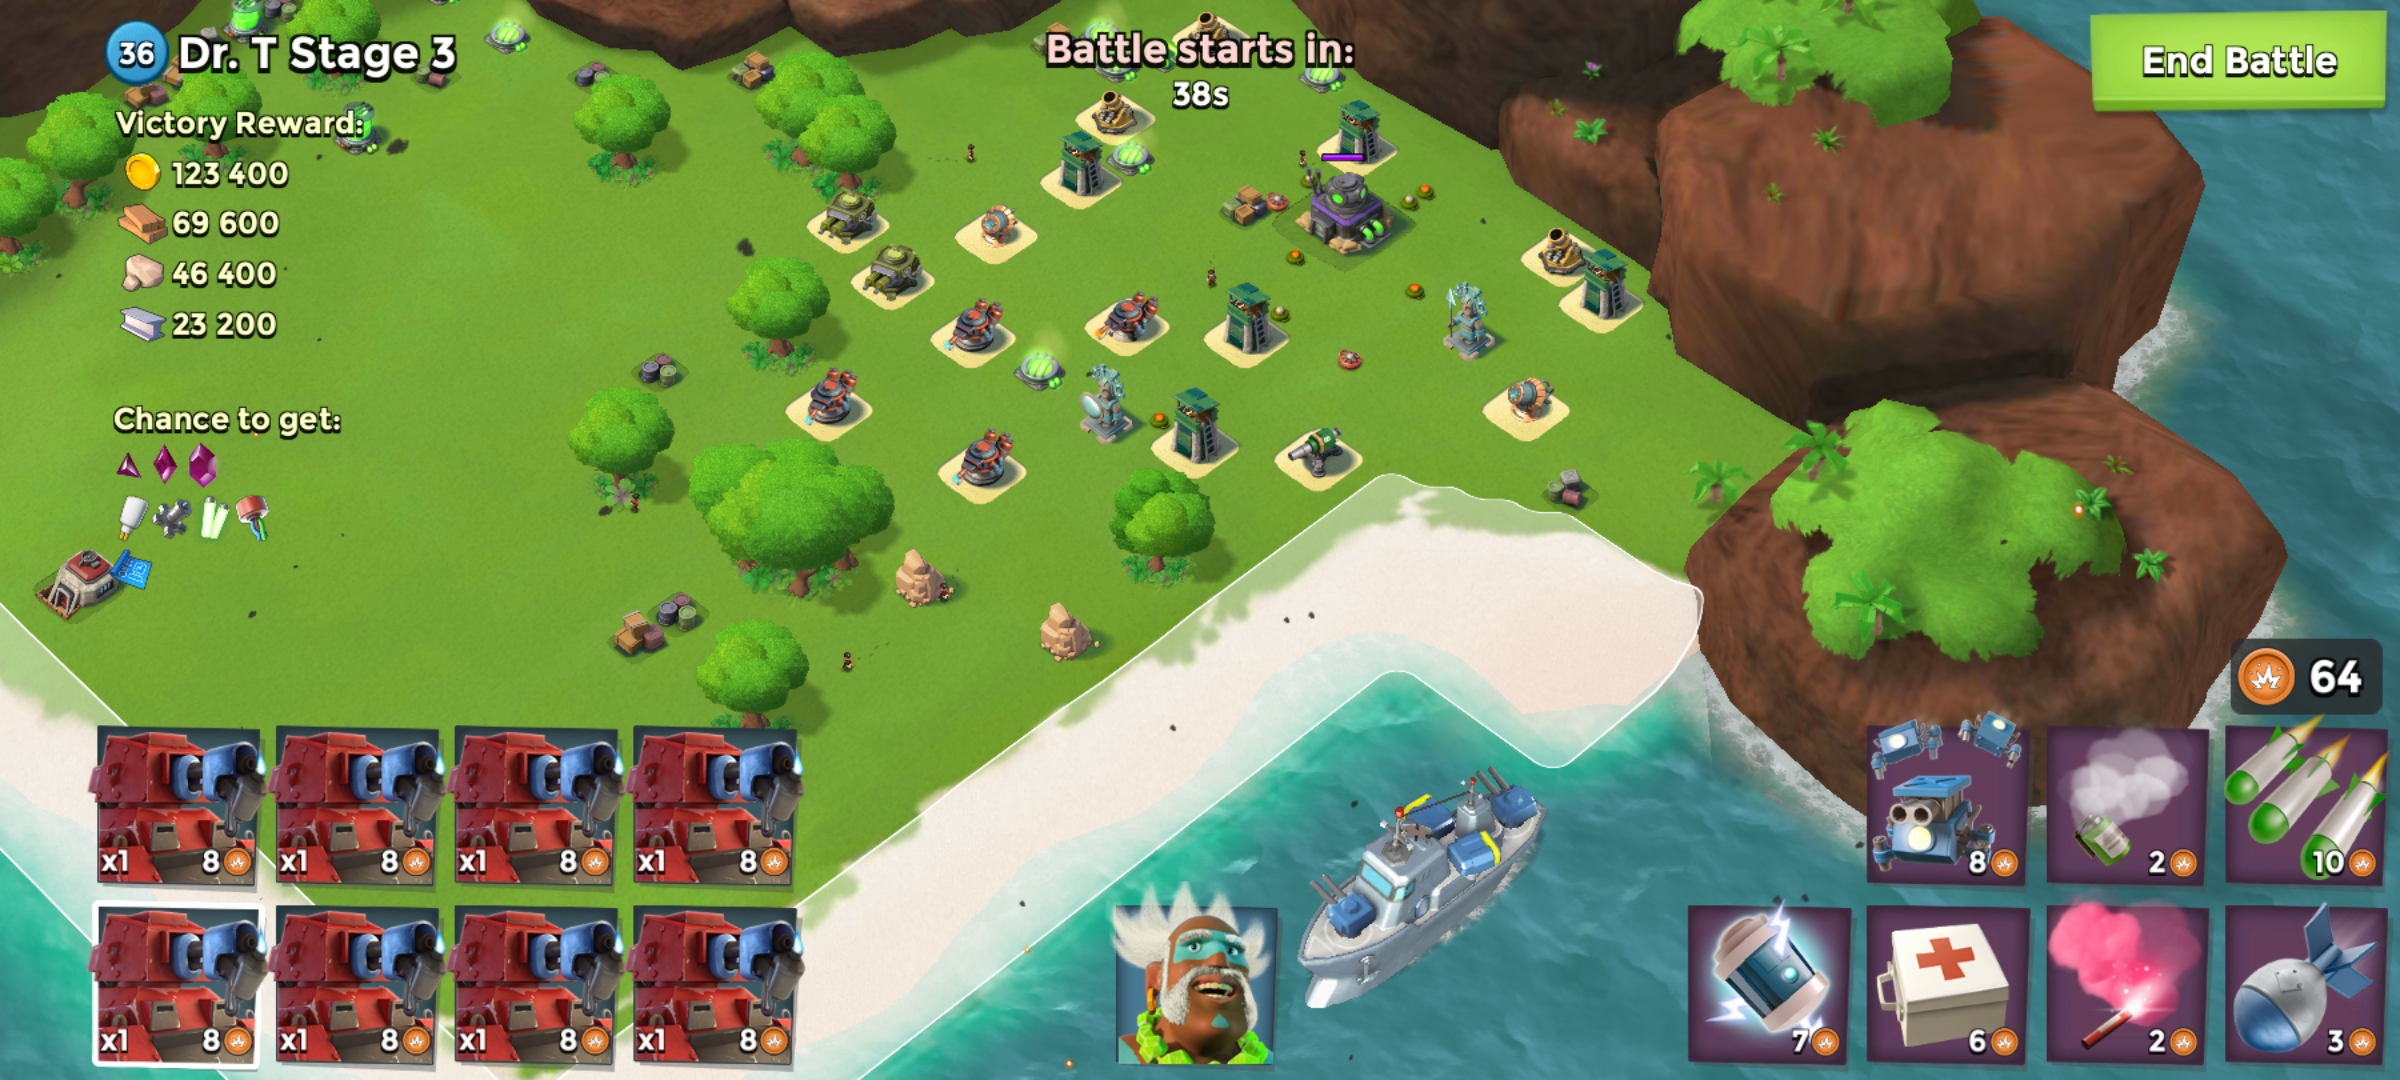 36 Dr. T Stage 3
Battle starts in:
38s
End Battle
Victory Reward:
123 400
69 600
46 400
23 200
Chance to get:
64
x1 8
x1 8
x1 8
x1 8
8
2
10
x1 8
x1 8
x1 8
x1 8
7
6
2
3